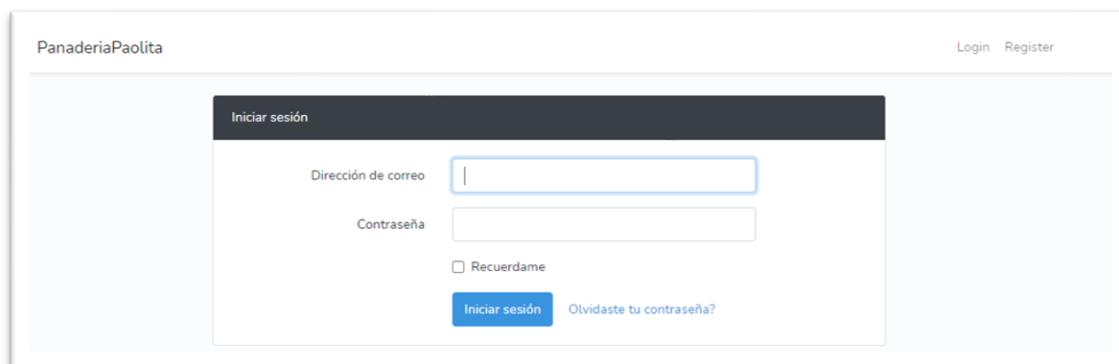 PanaderiaPaolita
Login Register
Iniciar sesión
Dirección de correo
Contraseña
Recuerdame
Iniciar sesión Olvidaste tu contraseña?